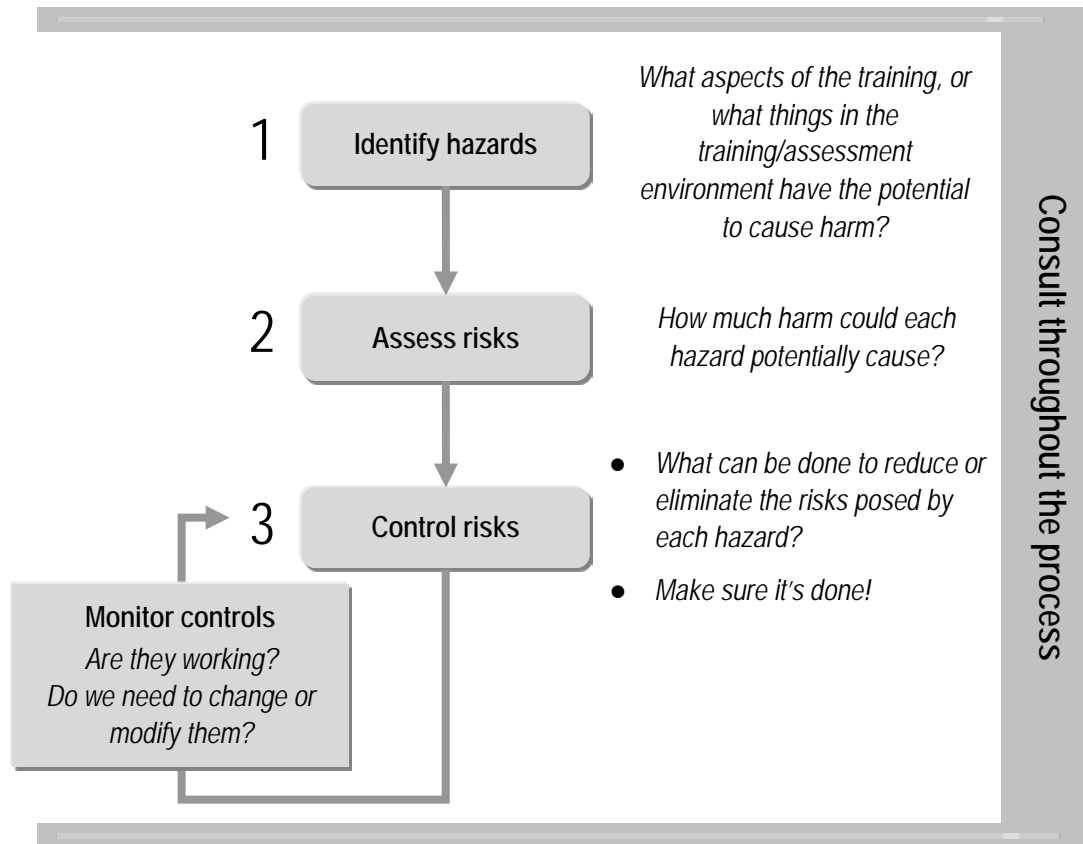 1
Identify hazards
What aspects of the training, or
what things in the
training/assessment
environment have the potential
to cause harm?
2
Assess risks
How much harm could each
hazard potentially cause?
3
Control risks
● What can be done to reduce or
eliminate the risks posed by
each hazard?
● Make sure it's done!
Monitor controls
Are they working?
Do we need to change or
modify them?
Consult throughout the process